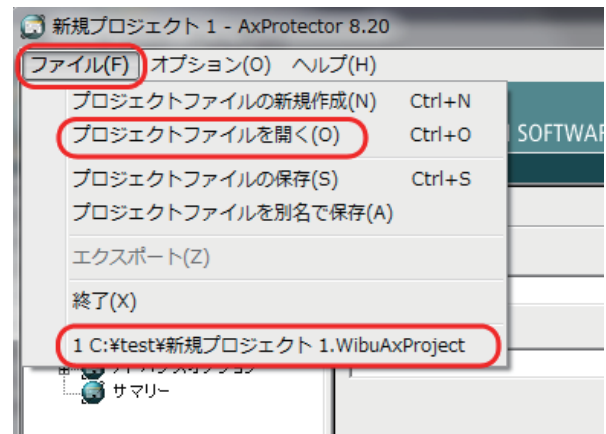 新規プロジェクト 1 - AxProtector 8.20
ファイル(F) オプション(O) ヘルプ(H)
プロジェクトファイルの新規作成(N) Ctrl+N
プロジェクトファイルを開く(O) Ctrl+O
SOFTWAR
プロジェクトファイルの保存(S) Ctrl+S
プロジェクトファイルを別名で保存(A)
エクスポート(Z)
終了(X)
1 C:¥test¥新規プロジェクト 1.WibuAxProject
サマリー